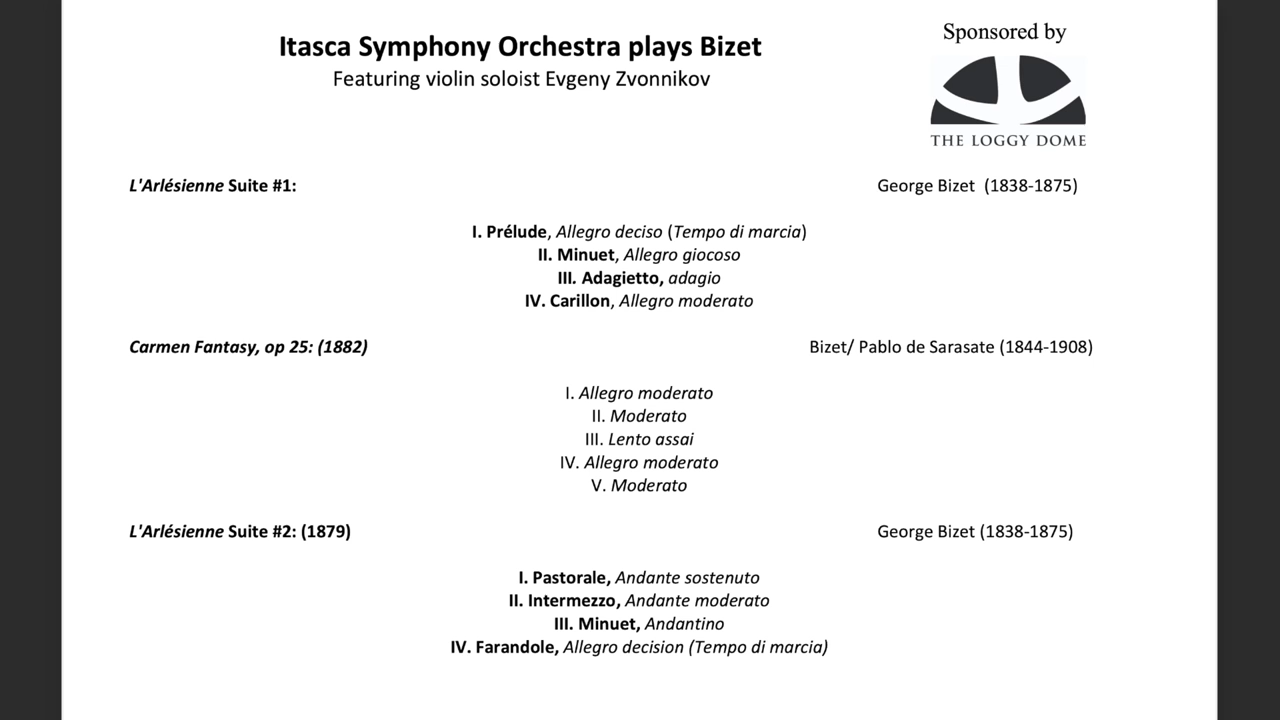 Itasca Symphony Orchestra plays Bizet
Featuring violin soloist Evgeny Zvonnikov
Sponsored by
THE LOGGY DOME
L'Arlésienne Suite #1: George Bizet (1838-1875)
I. Prélude, Allegro deciso (Tempo di marcia)
II. Minuet, Allegro giocoso
III. Adagietto, adagio
IV. Carillon, Allegro moderato
Carmen Fantasy, op 25: (1882) Bizet/ Pablo de Sarasate (1844-1908)
I. Allegro moderato
II. Moderato
III. Lento assai
IV. Allegro moderato
V. Moderato
L'Arlésienne Suite #2: (1879) George Bizet (1838-1875)
I. Pastorale, Andante sostenuto
II. Intermezzo, Andante moderato
III. Minuet, Andantino
IV. Farandole, Allegro decision (Tempo di marcia)